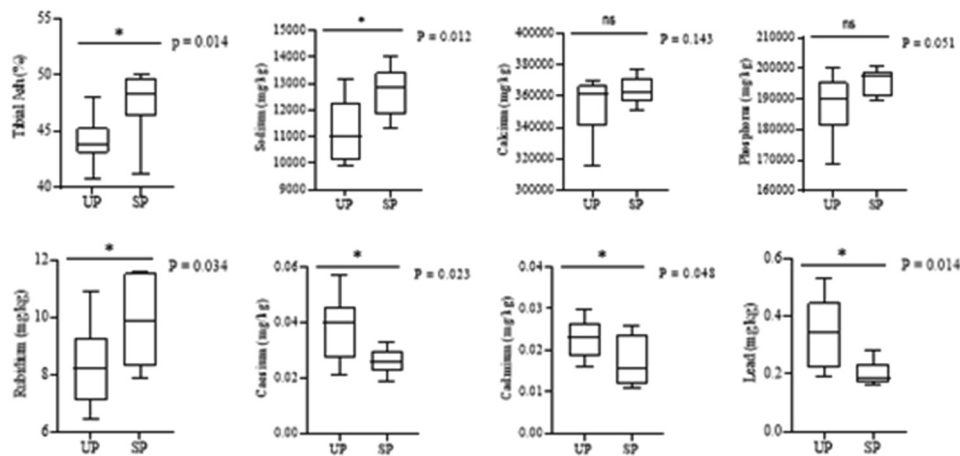 Tibial Ash (%)
55
50
45
40
*
p = 0.014
UP SP
Sodium (mg/kg)
15000
14000
13000
12000
11000
10000
9000
*
P = 0.012
UP SP
Calcium (mg/kg)
400000
380000
360000
340000
320000
300000
ns
P = 0.143
UP SP
Phosphorus (mg/kg)
210000
200000
190000
180000
170000
160000
ns
P = 0.051
UP SP
Rubidium (mg/kg)
12
10
8
6
*
P = 0.034
UP SP
Caesium (mg/kg)
0.06
0.04
0.02
0.00
*
P = 0.023
UP SP
Cadmium (mg/kg)
0.04
0.03
0.02
0.01
0.00
*
P = 0.048
UP SP
Lead (mg/kg)
0.6
0.4
0.2
0.0
*
P = 0.014
UP SP